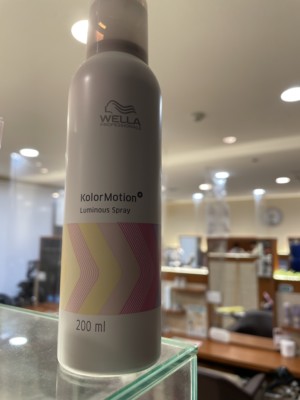 WELLA
PROFESSIONALS
KolorMotion+
Luminous Spray
200 ml